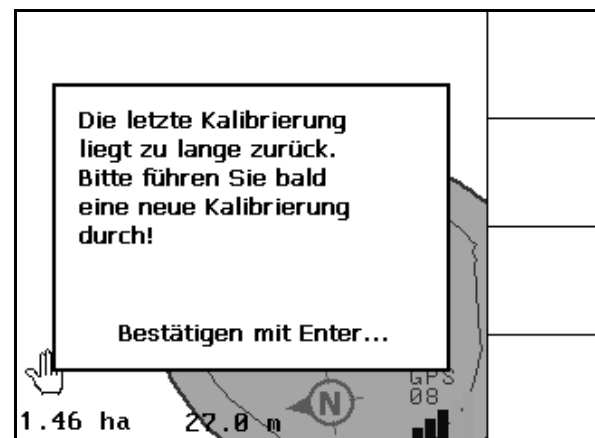 Die letzte Kalibrierung
liegt zu lange zurück.
Bitte führen Sie bald
eine neue Kalibrierung
durch!
Bestätigen mit Enter...
GPS
08
N
1.46 ha
27.0 m